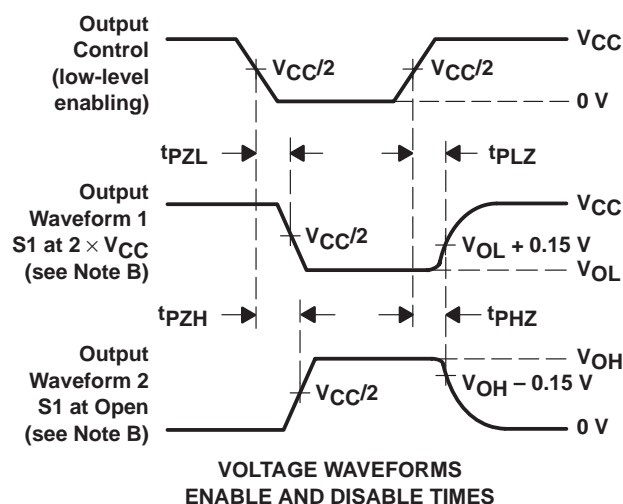 Output
Control
(low-level
enabling)
VCC/2
VCC/2
VCC
0 V
tPZL
tPLZ
Output
Waveform 1
S1 at 2 × VCC
(see Note B)
VCC/2
VCC
VOL + 0.15 V
VOL
tPZH
tPHZ
Output
Waveform 2
S1 at Open
(see Note B)
VCC/2
VOH
VOH – 0.15 V
0 V
VOLTAGE WAVEFORMS
ENABLE AND DISABLE TIMES